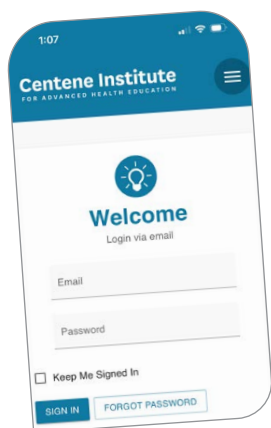 1:07
Centene Institute
FOR ADVANCED HEALTH EDUCATION
Welcome
Login via email
Email
Password
Keep Me Signed In
SIGN IN
FORGOT PASSWORD